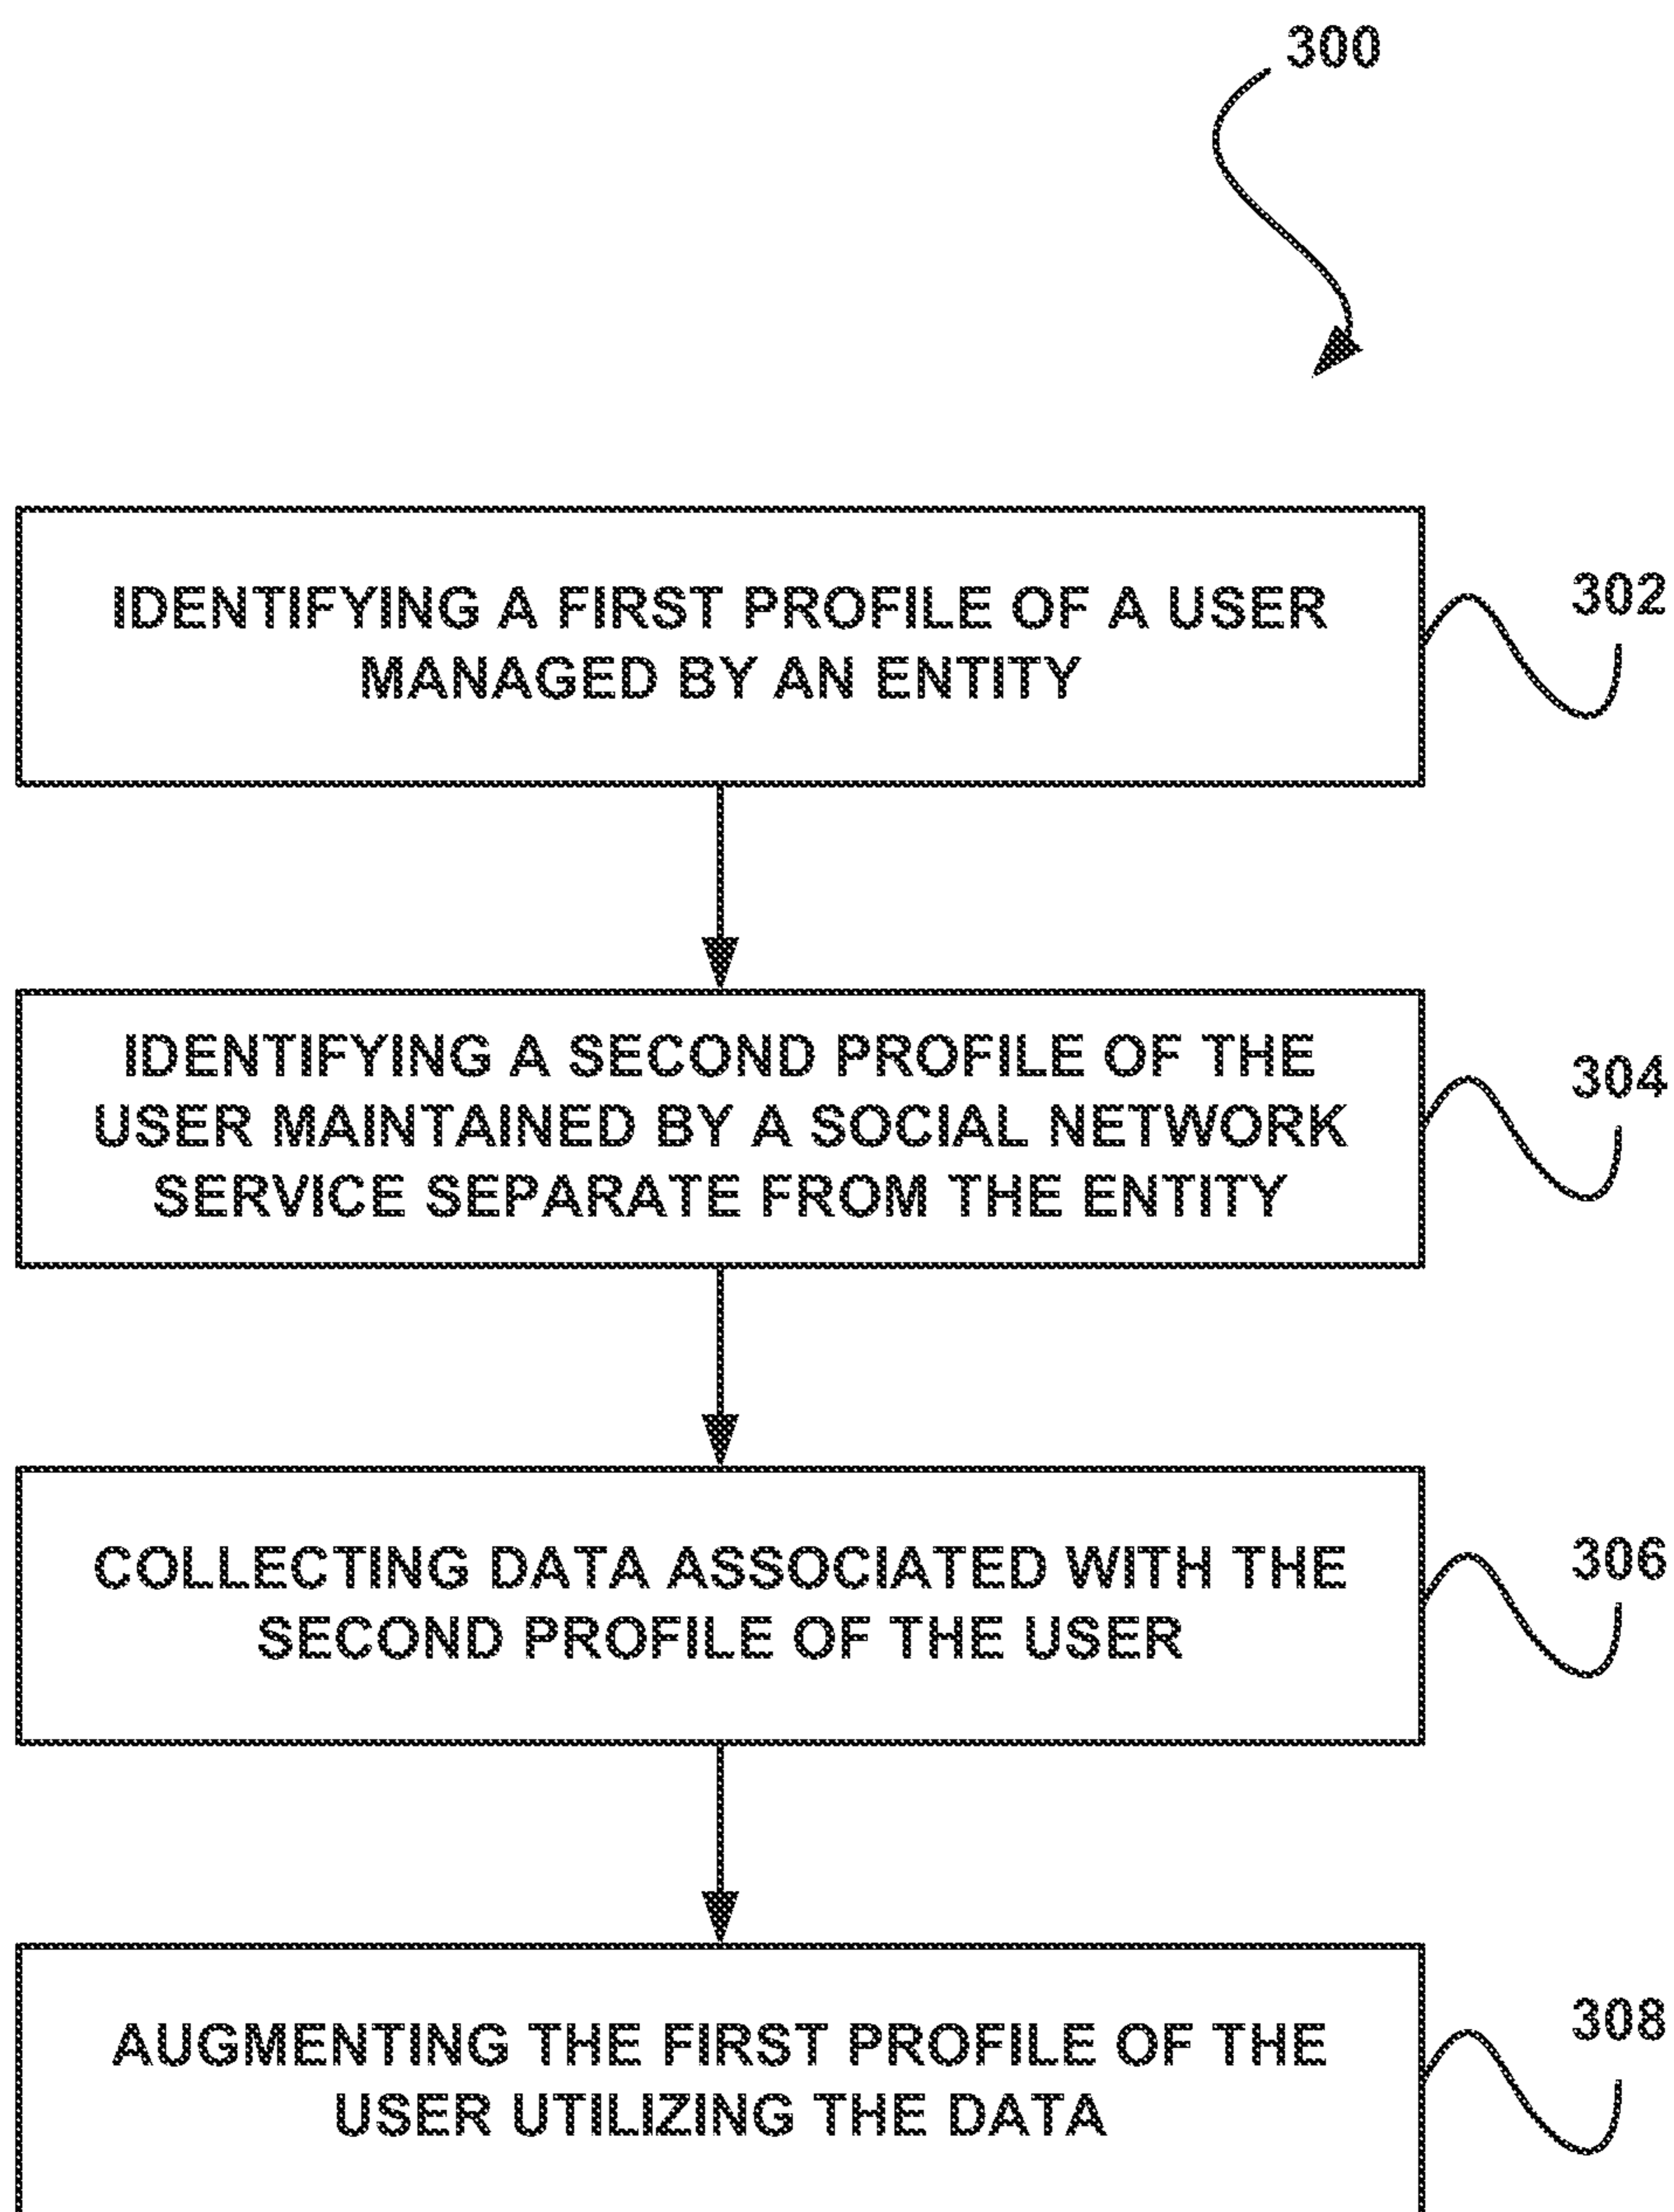 300
IDENTIFYING A FIRST PROFILE OF A USER
MANAGED BY AN ENTITY
302
IDENTIFYING A SECOND PROFILE OF THE
USER MAINTAINED BY A SOCIAL NETWORK
SERVICE SEPARATE FROM THE ENTITY
304
COLLECTING DATA ASSOCIATED WITH THE
SECOND PROFILE OF THE USER
306
AUGMENTING THE FIRST PROFILE OF THE
USER UTILIZING THE DATA
308